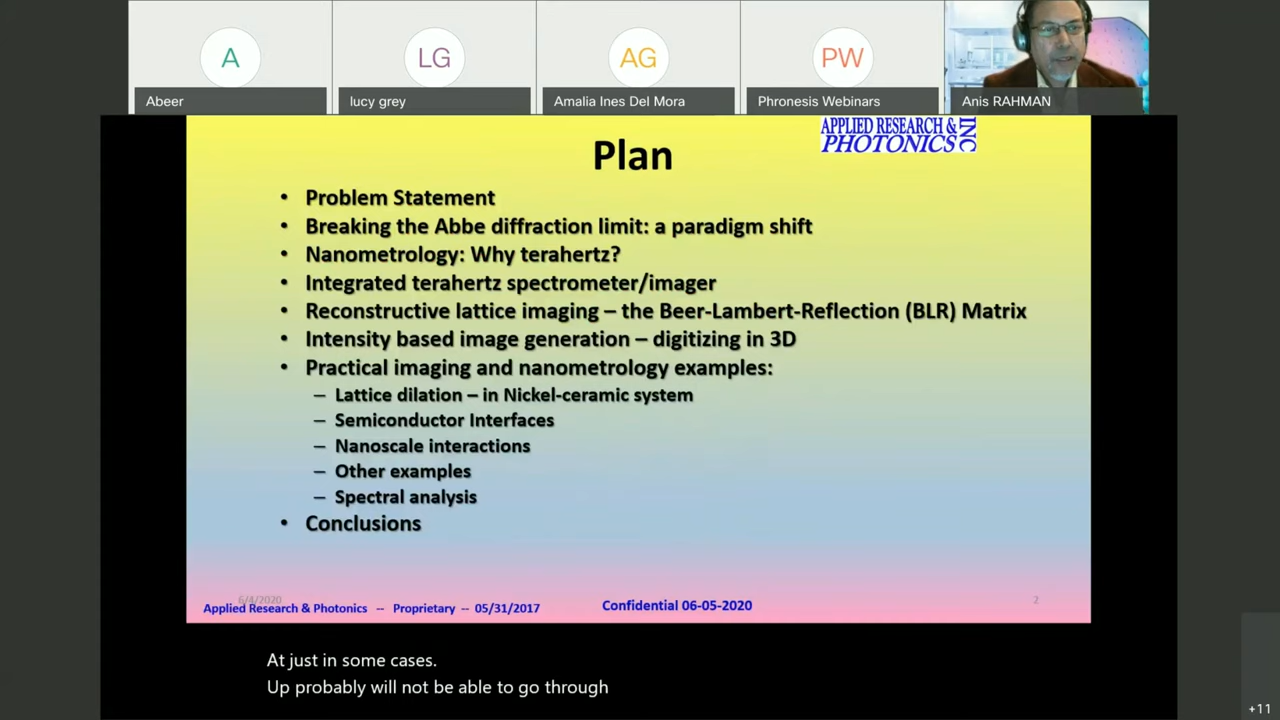 A
LG
AG
PW
Abeer
lucy grey
Amalia Ines Del Mora
Phronesis Webinars
Anis RAHMAN
APPLIED RESEARCH &
PHOTONICS
INC
Plan
• Problem Statement
• Breaking the Abbe diffraction limit: a paradigm shift
• Nanometrology: Why terahertz?
• Integrated terahertz spectrometer/imager
• Reconstructive lattice imaging – the Beer-Lambert-Reflection (BLR) Matrix
• Intensity based image generation – digitizing in 3D
• Practical imaging and nanometrology examples:
– Lattice dilation – in Nickel-ceramic system
– Semiconductor Interfaces
– Nanoscale interactions
– Other examples
– Spectral analysis
• Conclusions
6/4/2020
Applied Research & Photonics -- Proprietary -- 05/31/2017
Confidential 06-05-2020
2
At just in some cases.
Up probably will not be able to go through
+11